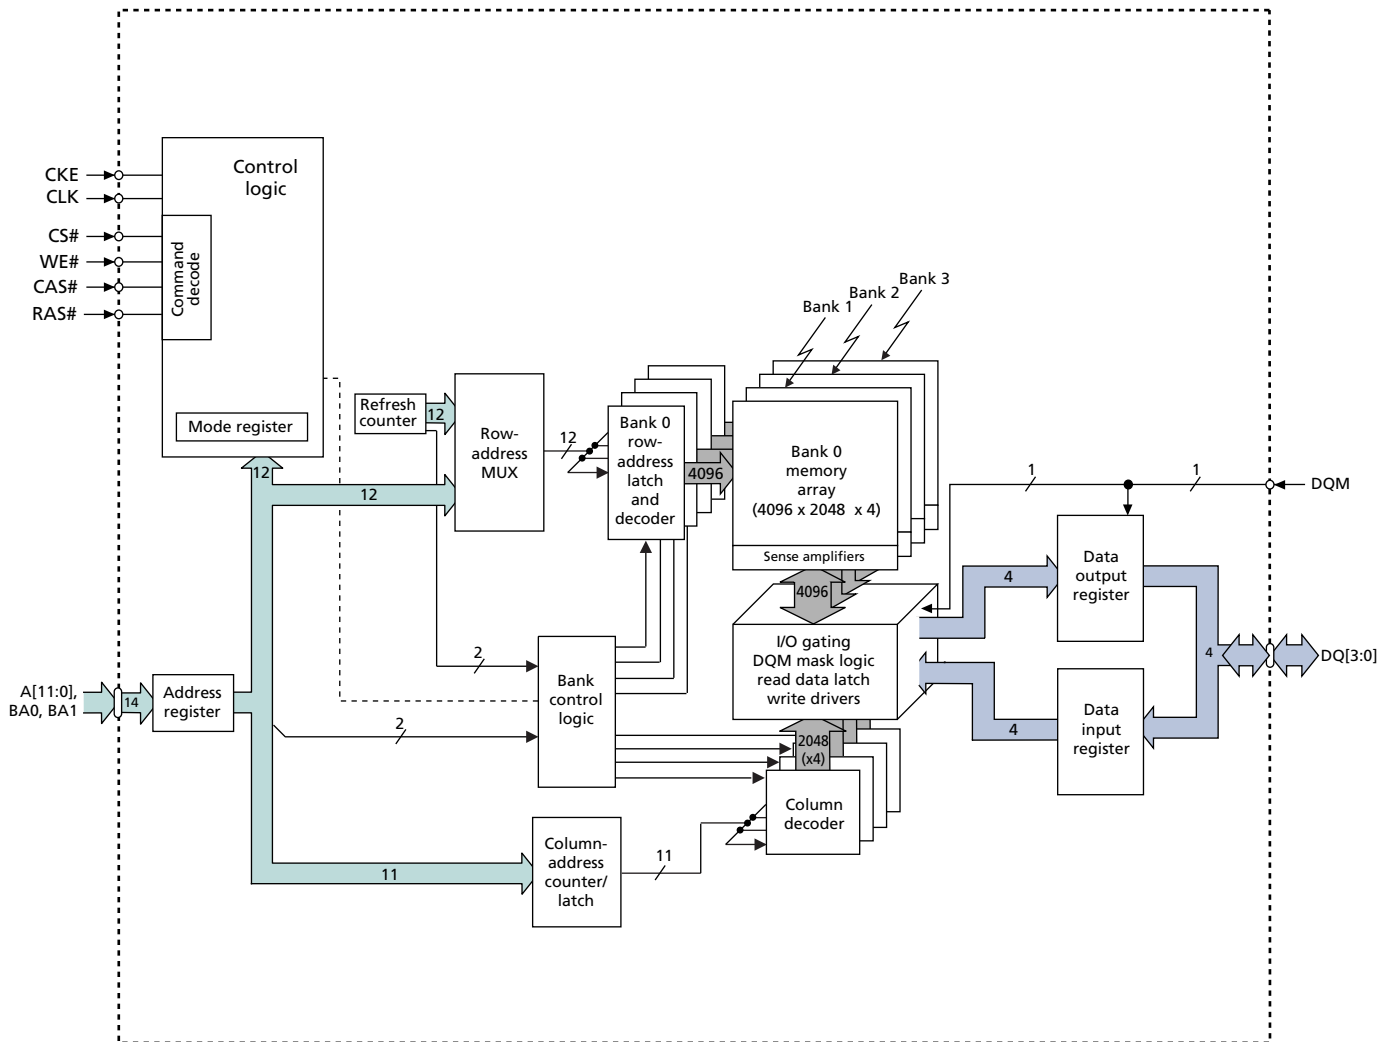 Control
logic
CKE
CLK
CS#
WE#
CAS#
RAS#
Command
decode
Mode register
Bank 1
Bank 2
Bank 3
Refresh
counter
12
Row-
address
MUX
12
Bank 0
row-
address
latch
and
decoder
4096
Bank 0
memory
array
(4096 x 2048 x 4)
Sense amplifiers
12
12
1
1
DQM
4096
4
Data
output
register
I/O gating
DQM mask logic
read data latch
write drivers
2
Bank
control
logic
A[11:0],
BA0, BA1
14
Address
register
2
4
DQ[3:0]
4
Data
input
register
2048
(x4)
Column
decoder
Column-
address
counter/
latch
11
11